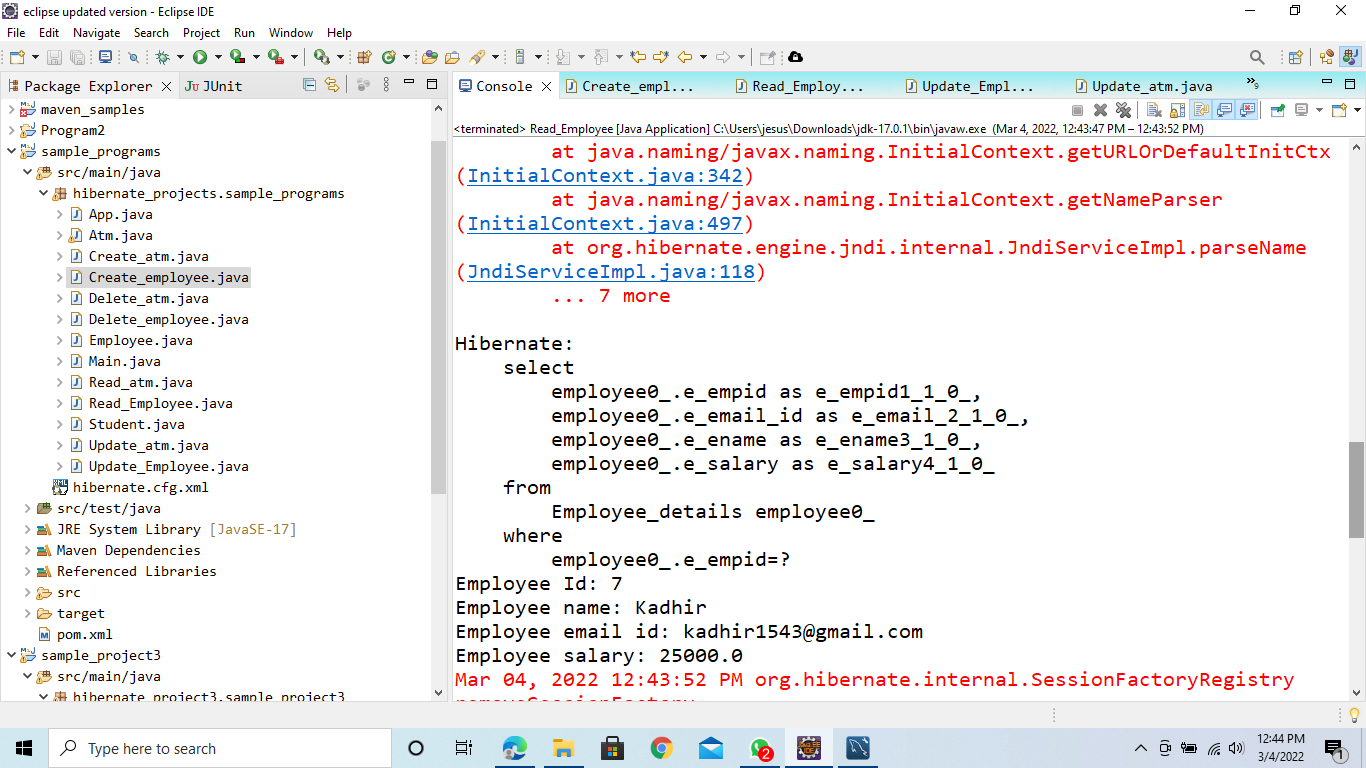 eclipse updated version - Eclipse IDE
File Edit Navigate Search Project Run Window Help
Package Explorer JUnit
maven_samples
Program2
sample_programs
src/main/java
hibernate_projects.sample_programs
App.java
Atm.java
Create_atm.java
Create_employee.java
Delete_atm.java
Delete_employee.java
Employee.java
Main.java
Read_atm.java
Read_Employee.java
Student.java
Update_atm.java
Update_Employee.java
hibernate.cfg.xml
src/test/java
JRE System Library [JavaSE-17]
Maven Dependencies
Referenced Libraries
src
target
pom.xml
sample_project3
src/main/java
hibernate_project3.sample_project3
Console Create_empl... Read_Employ... Update_Empl... Update_atm.java »9
<terminated> Read_Employee [Java Application] C:\Users\jesus\Downloads\jdk-17.0.1\bin\javaw.exe (Mar 4, 2022, 12:43:47 PM – 12:43:52 PM)
at java.naming/javax.naming.InitialContext.getURLOrDefaultInitCtx
(InitialContext.java:342)
at java.naming/javax.naming.InitialContext.getNameParser
(InitialContext.java:497)
at org.hibernate.engine.jndi.internal.JndiServiceImpl.parseName
(JndiServiceImpl.java:118)
... 7 more
Hibernate:
select
employee0_.e_empid as e_empid1_1_0_,
employee0_.e_email_id as e_email_2_1_0_,
employee0_.e_ename as e_ename3_1_0_,
employee0_.e_salary as e_salary4_1_0_
from
Employee_details employee0_
where
employee0_.e_empid=?
Employee Id: 7
Employee name: Kadhir
Employee email id: kadhir1543@gmail.com
Employee salary: 25000.0
Mar 04, 2022 12:43:52 PM org.hibernate.internal.SessionFactoryRegistry
removeSessionFactory
Type here to search
2
JAVA EE
IDE
12:44 PM
3/4/2022
1